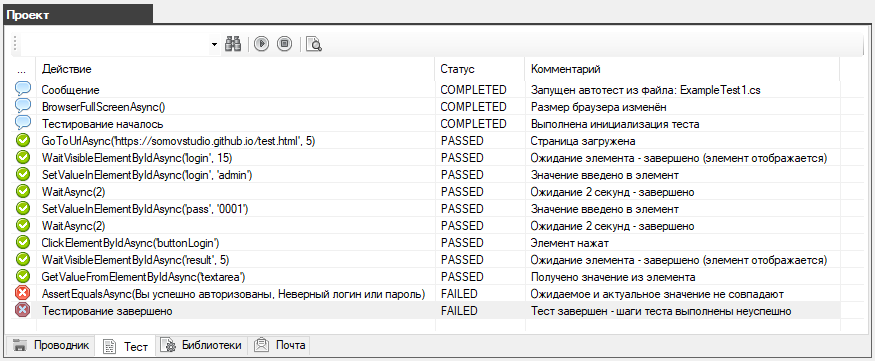 Проект
... Действие Статус Комментарий
Сообщение COMPLETED Запущен автотест из файла: ExampleTest1.cs
BrowserFullScreenAsync() COMPLETED Размер браузера изменён
Тестирование началось COMPLETED Выполнена инициализация теста
GoToUrlAsync('https://somovstudio.github.io/test.html', 5) PASSED Страница загружена
WaitVisibleElementByIdAsync('login', 15) PASSED Ожидание элемента - завершено (элемент отображается)
SetValueInElementByIdAsync('login', 'admin') PASSED Значение введено в элемент
WaitAsync(2) PASSED Ожидание 2 секунд - завершено
SetValueInElementByIdAsync('pass', '0001') PASSED Значение введено в элемент
WaitAsync(2) PASSED Ожидание 2 секунд - завершено
ClickElementByIdAsync('buttonLogin') PASSED Элемент нажат
WaitVisibleElementByIdAsync('result', 5) PASSED Ожидание элемента - завершено (элемент отображается)
GetValueFromElementByIdAsync('textarea') PASSED Получено значение из элемента
AssertEqualsAsync(Вы успешно авторизованы, Неверный логин или пароль) FAILED Ожидаемое и актуальное значение не совпадают
Тестирование завершено FAILED Тест завершен - шаги теста выполнены неуспешно
Проводник Тест Библиотеки Почта